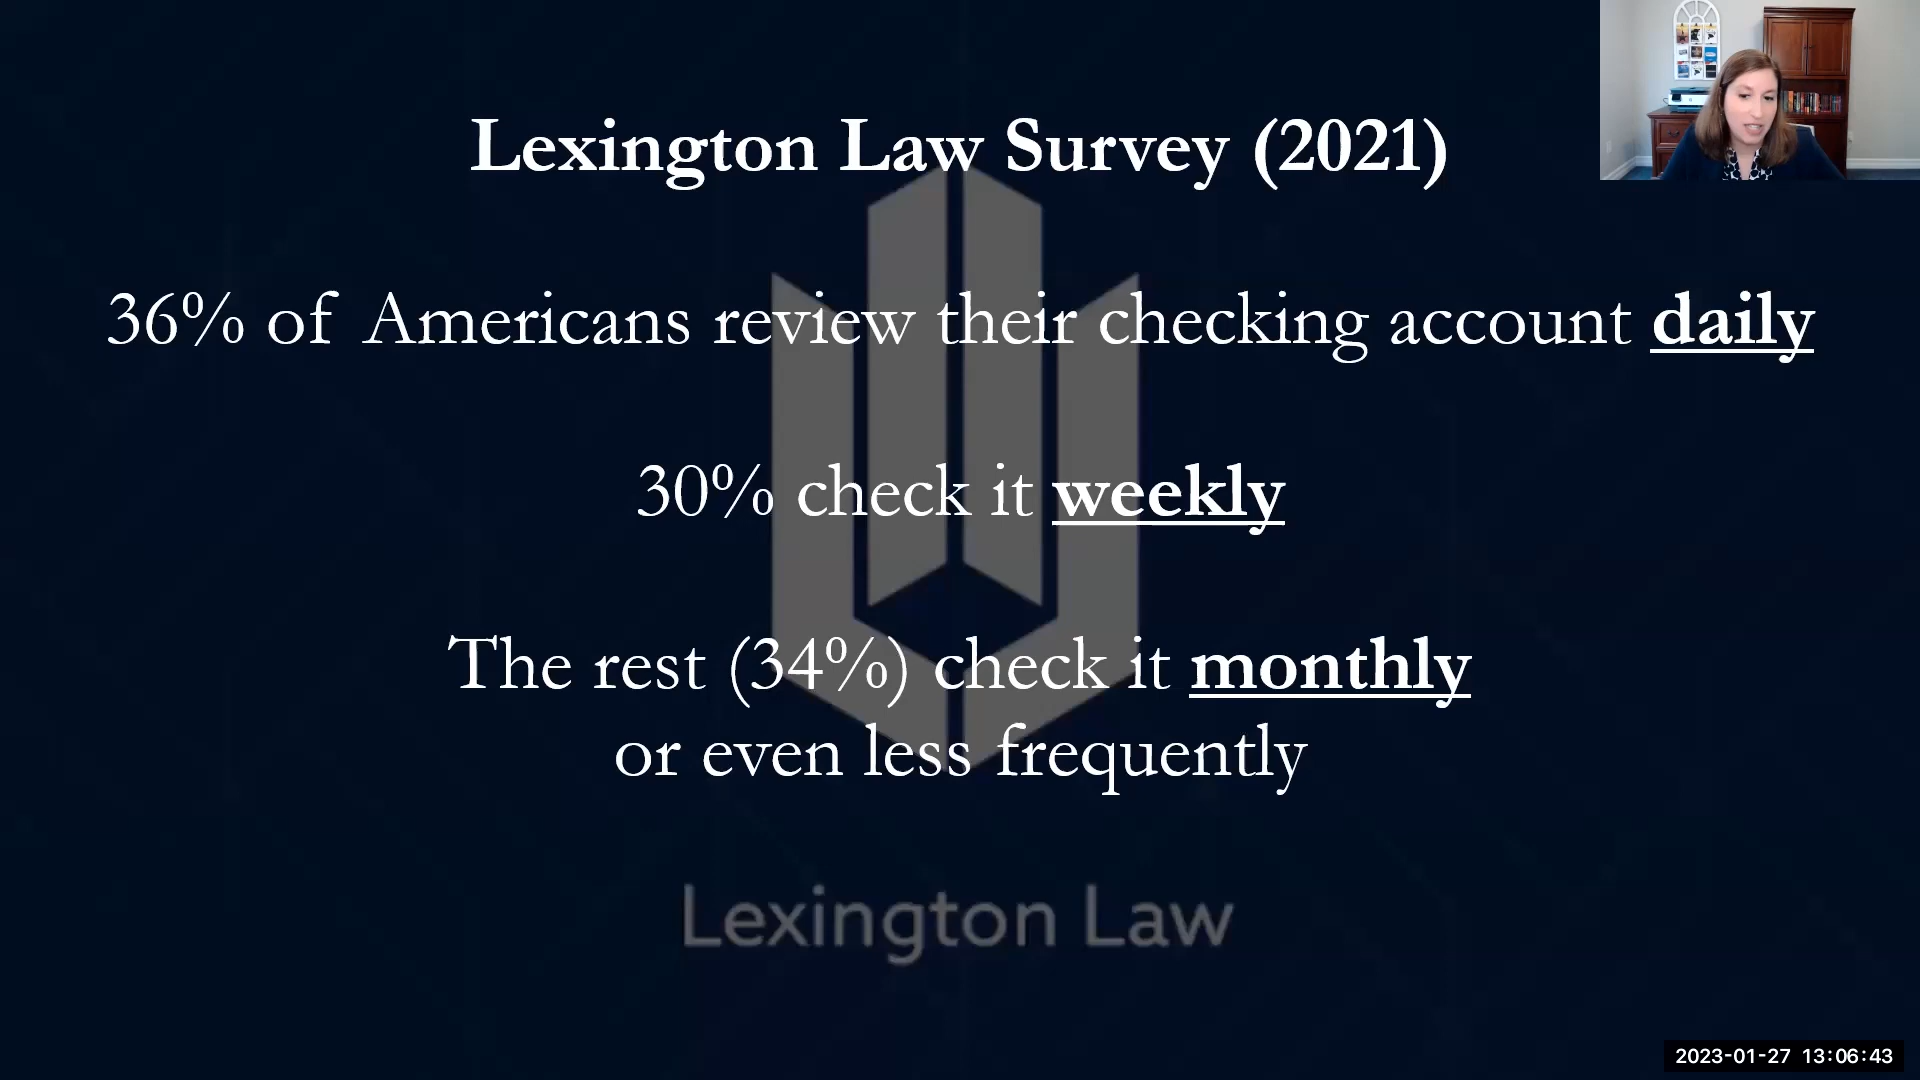 Lexington Law Survey (2021)
36% of Americans review their checking account daily
30% check it weekly
The rest (34%) check it monthly
or even less frequently
Lexington Law
2023-01-27 13:06:43